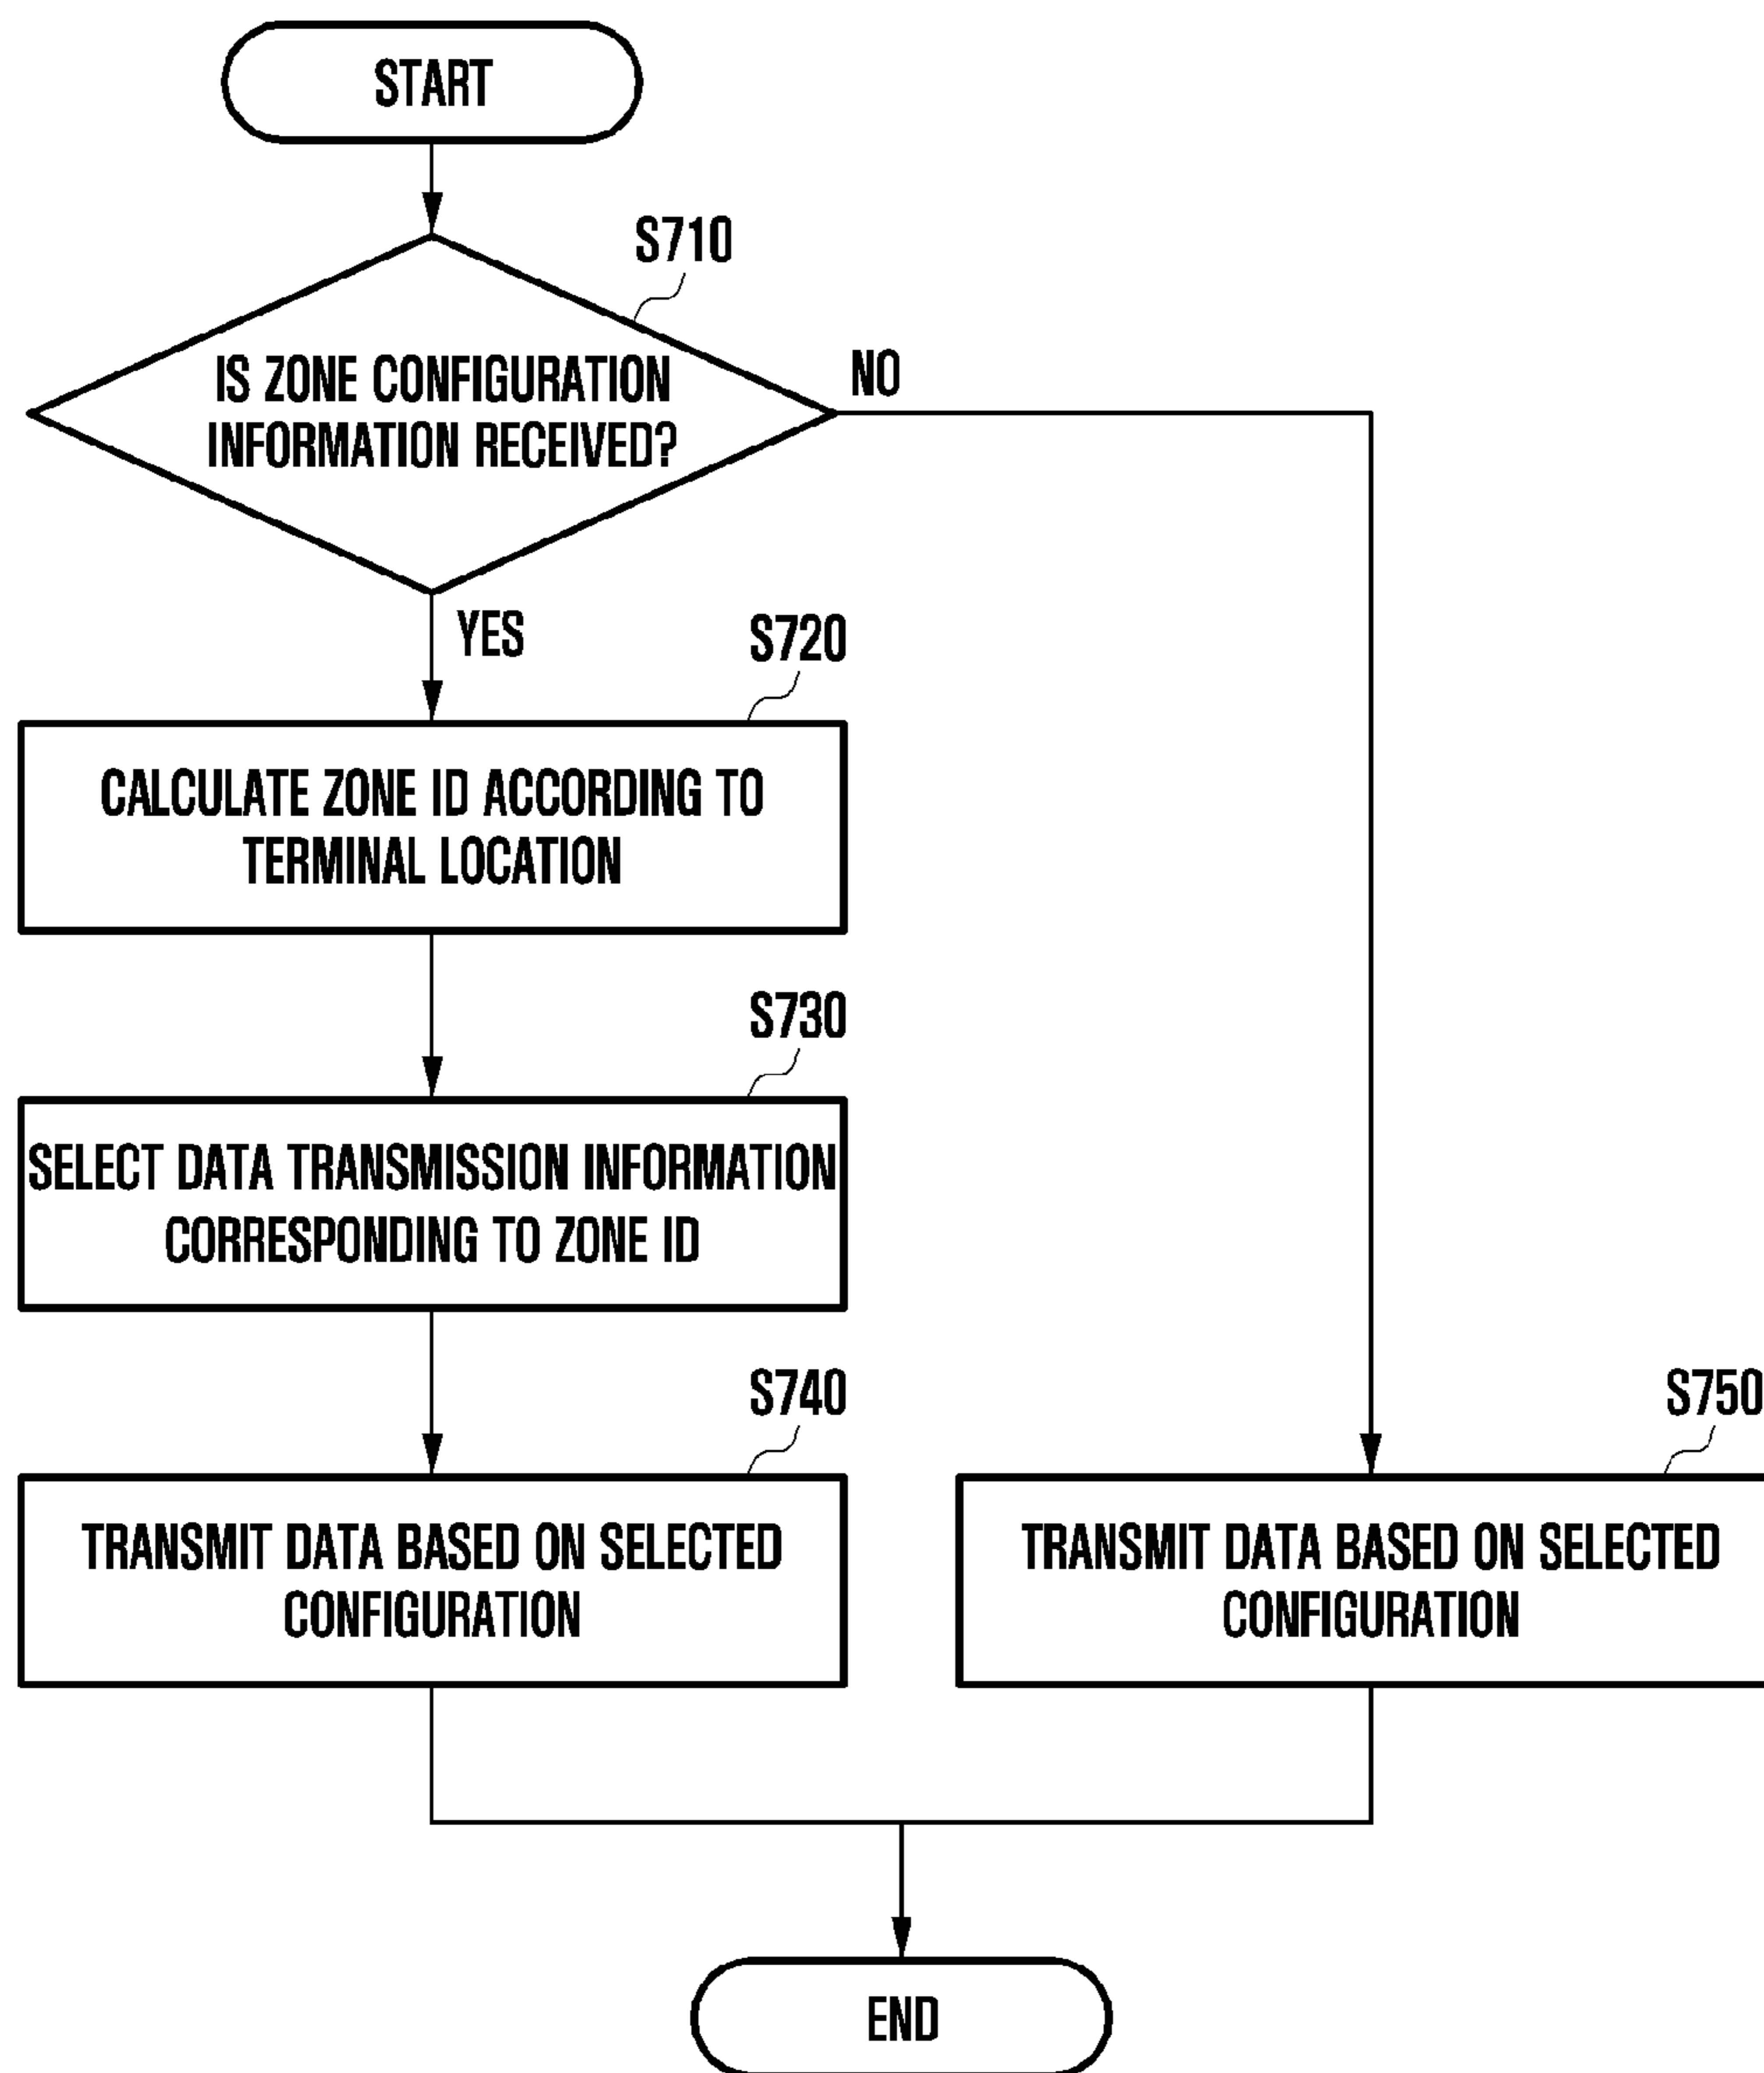 START
S710
IS ZONE CONFIGURATION
INFORMATION RECEIVED?
NO
YES
S720
CALCULATE ZONE ID ACCORDING TO
TERMINAL LOCATION
S730
SELECT DATA TRANSMISSION INFORMATION
CORRESPONDING TO ZONE ID
S740
TRANSMIT DATA BASED ON SELECTED
CONFIGURATION
S750
TRANSMIT DATA BASED ON SELECTED
CONFIGURATION
END